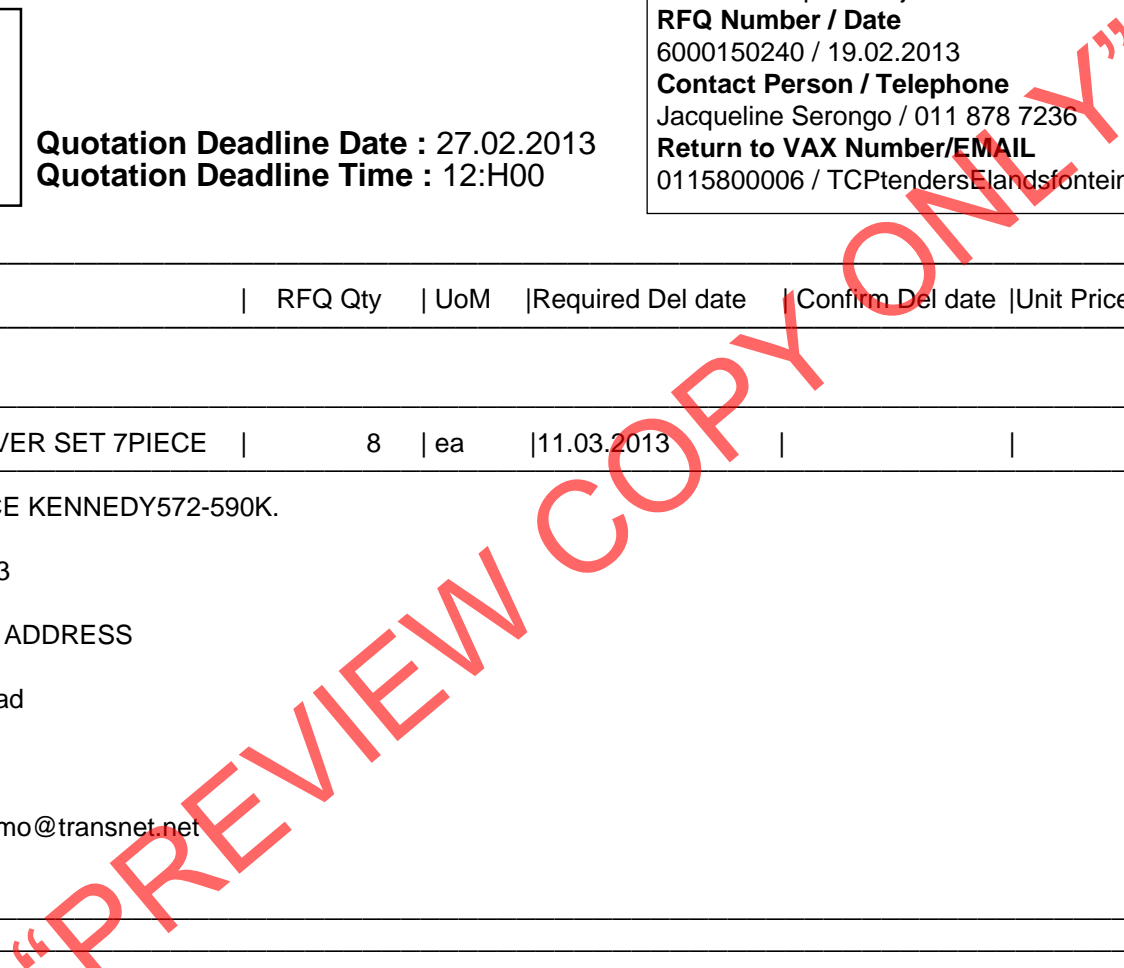 RFQ Number / Date
6000150240 / 19.02.2013
Contact Person / Telephone
Jacqueline Serongo / 011 878 7236
Return to VAX Number/EMAIL
0115800006 / TCPtendersElandsfontein
Quotation Deadline Date : 27.02.2013
Quotation Deadline Time : 12:H00
| RFQ Qty | UoM |Required Del date | Confirm Del date |Unit Price
VER SET 7PIECE | 8 | ea |11.03.2013 | |
CE KENNEDY572-590K.
3
ADDRESS
ad
mo@transnet.net
“PREVIEW COPY ONLY”